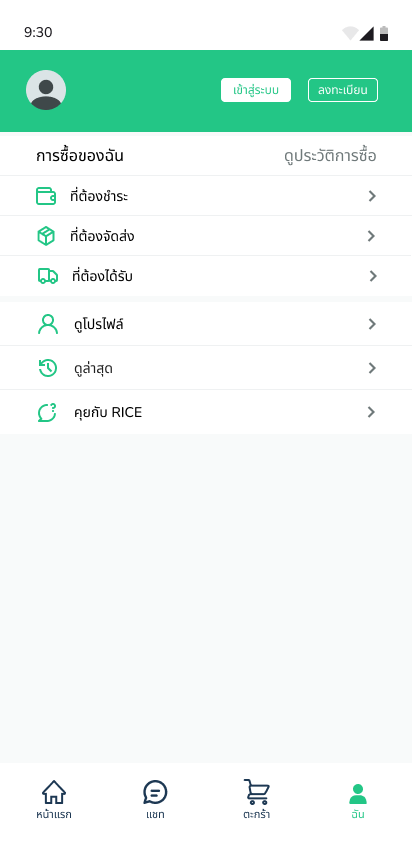 9:30
เข้าสู่ระบบ ลงทะเบียน
การซื้อของฉัน ดูประวัติการซื้อ
ที่ต้องชำระ
ที่ต้องจัดส่ง
ที่ต้องได้รับ
ดูโปรไฟล์
ดูล่าสุด
คุยกับ RICE
หน้าแรก แชท ตะกร้า ฉัน